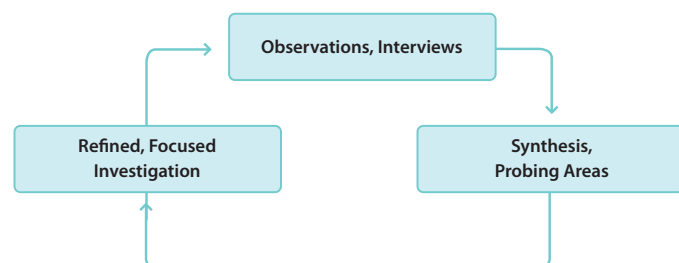 Observations, Interviews
Refined, Focused
Investigation
Synthesis,
Probing Areas